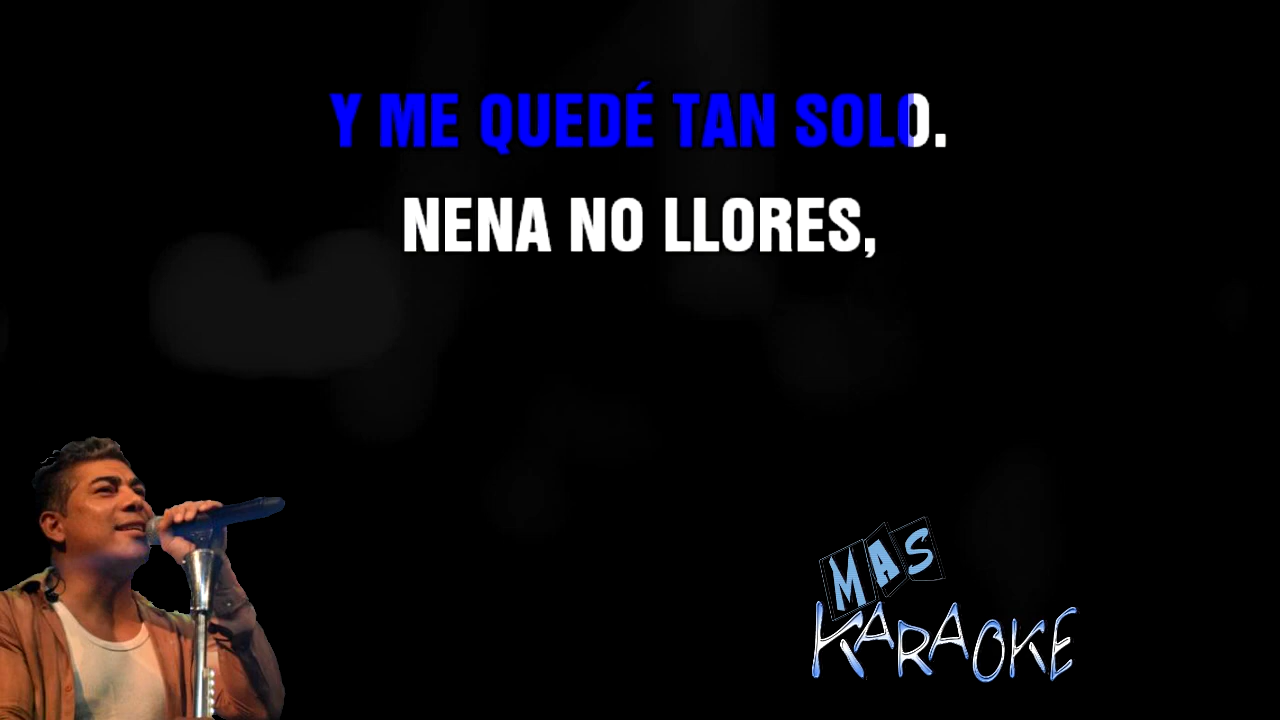 Y ME QUEDÉ TAN SOLO.
NENA NO LLORES,
MAS
KARAOKE